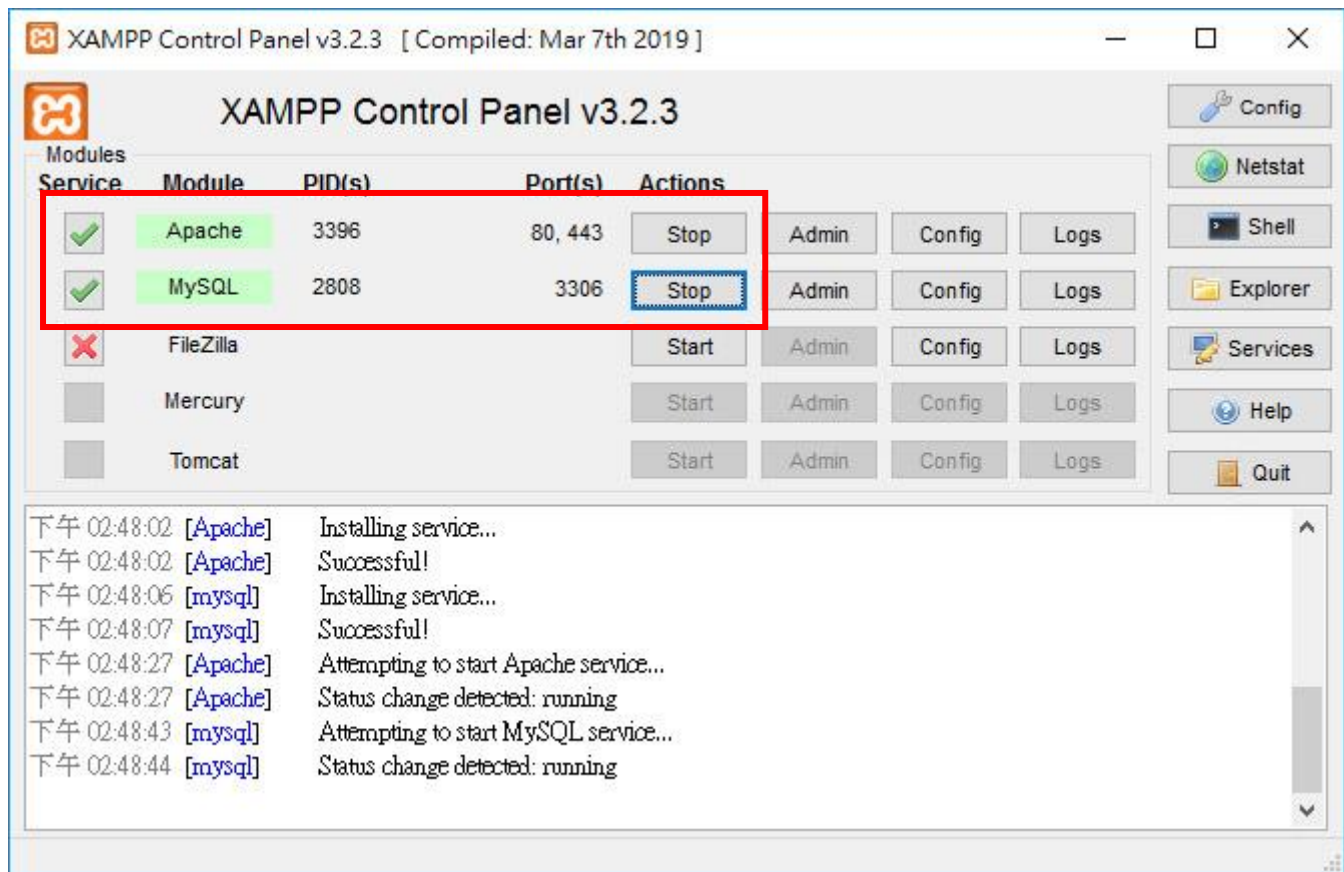 XAMPP Control Panel v3.2.3 [ Compiled: Mar 7th 2019 ]
XAMPP Control Panel v3.2.3
Config
Modules
Netstat
Service Module PID(s) Port(s) Actions
Apache 3396 80, 443 Stop Admin Config Logs
Shell
MySQL 2808 3306 Stop Admin Config Logs
Explorer
FileZilla Start Admin Config Logs
Services
Mercury Start Admin Config Logs
Help
Tomcat Start Admin Config Logs
Quit
下午 02:48:02 [Apache] Installing service...
下午 02:48:02 [Apache] Successful!
下午 02:48:06 [mysql] Installing service...
下午 02:48:07 [mysql] Successful!
下午 02:48:27 [Apache] Attempting to start Apache service...
下午 02:48:27 [Apache] Status change detected: running
下午 02:48:43 [mysql] Attempting to start MySQL service...
下午 02:48:44 [mysql] Status change detected: running